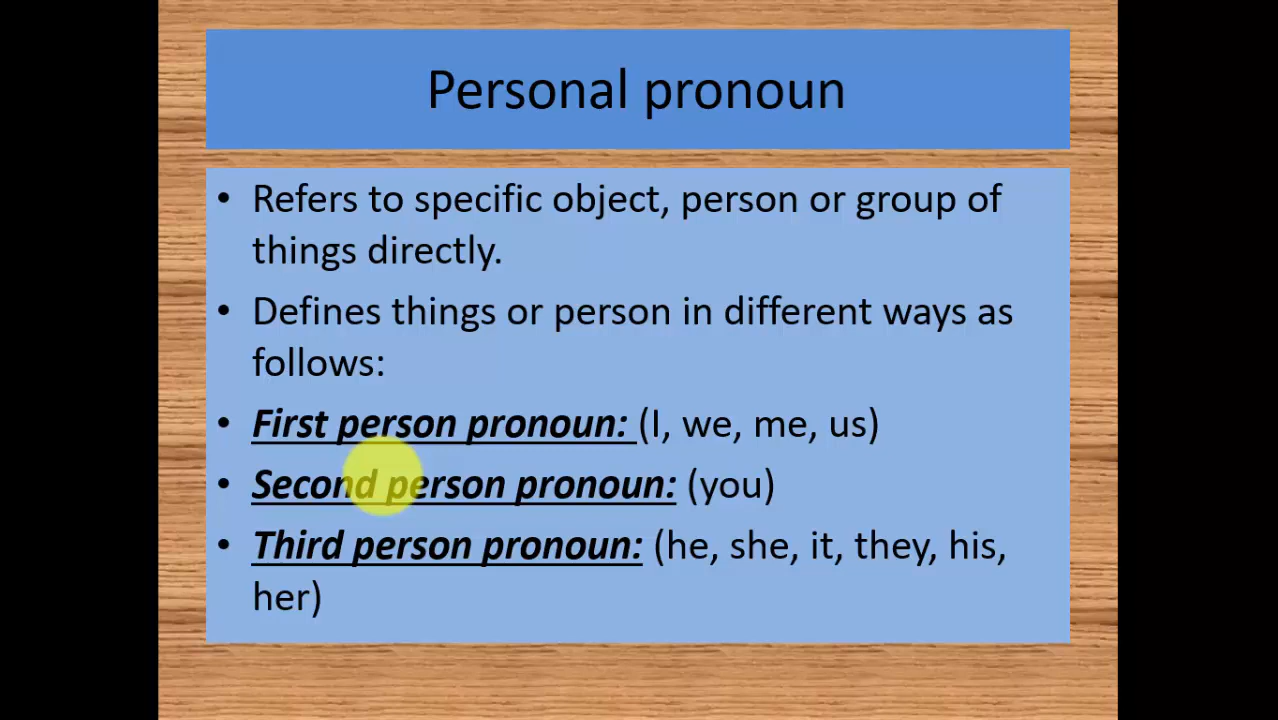 Personal pronoun
• Refers to specific object, person or group of
things directly.
• Defines things or person in different ways as
follows:
• First person pronoun: (I, we, me, us)
• Second person pronoun: (you)
• Third person pronoun: (he, she, it, they, his,
her)